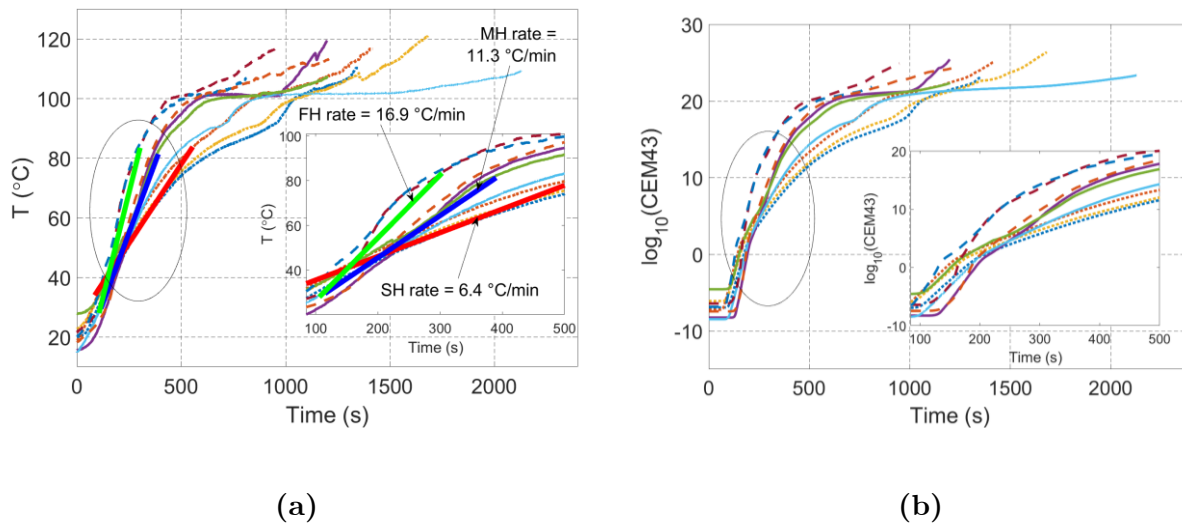 120
100
80
60
40
20
T (°C)
0
500
1000
1500
2000
Time (s)
MH rate =
11.3 °C/min
FH rate = 16.9 °C/min
SH rate = 6.4 °C/min
100
80
60
40
T (°C)
100
200
300
400
500
Time (s)
(a)
30
20
10
0
-10
log10(CEM43)
0
500
1000
1500
2000
Time (s)
20
10
0
-10
log10(CEM43)
100
200
300
400
500
Time (s)
(b)